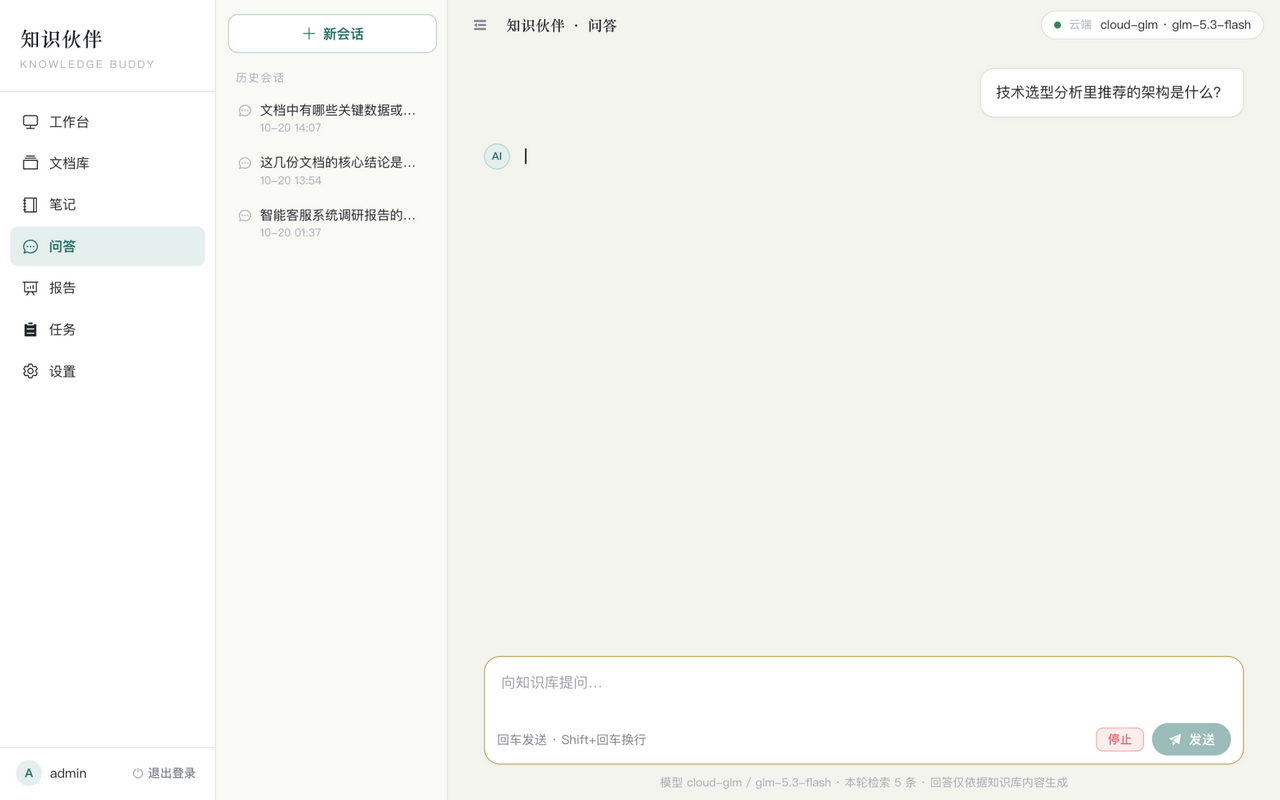 知识伙伴
KNOWLEDGE BUDDY
工作台
文档库
笔记
问答
报告
任务
设置
A admin 退出登录
新会话
历史会话
文档中有哪些关键数据或...
10-20 14:07
这几份文档的核心结论是...
10-20 13:54
智能客服系统调研报告的...
10-20 01:37
知识伙伴 · 问答
云端 cloud-glm · glm-5.3-flash
技术选型分析里推荐的架构是什么？
AI
向知识库提问…
回车发送 · Shift+回车换行
停止
发送
模型 cloud-glm / glm-5.3-flash · 本轮检索 5 条 · 回答仅依据知识库内容生成